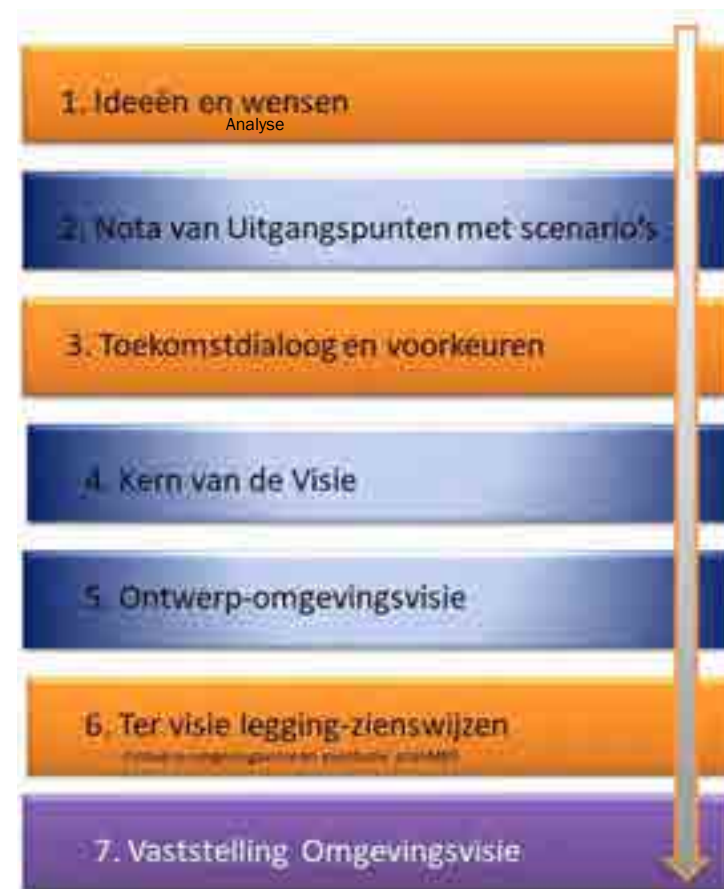 1. Ideeën en wensen
Analyse
2. Nota van Uitgangspunten met scenario's
3. Toekomstdialoog en voorkeuren
4. Kern van de Visie
5. Ontwerp-omgevingsvisie
6. Ter visie legging-zienswijzen
7. Vaststelling Omgevingsvisie